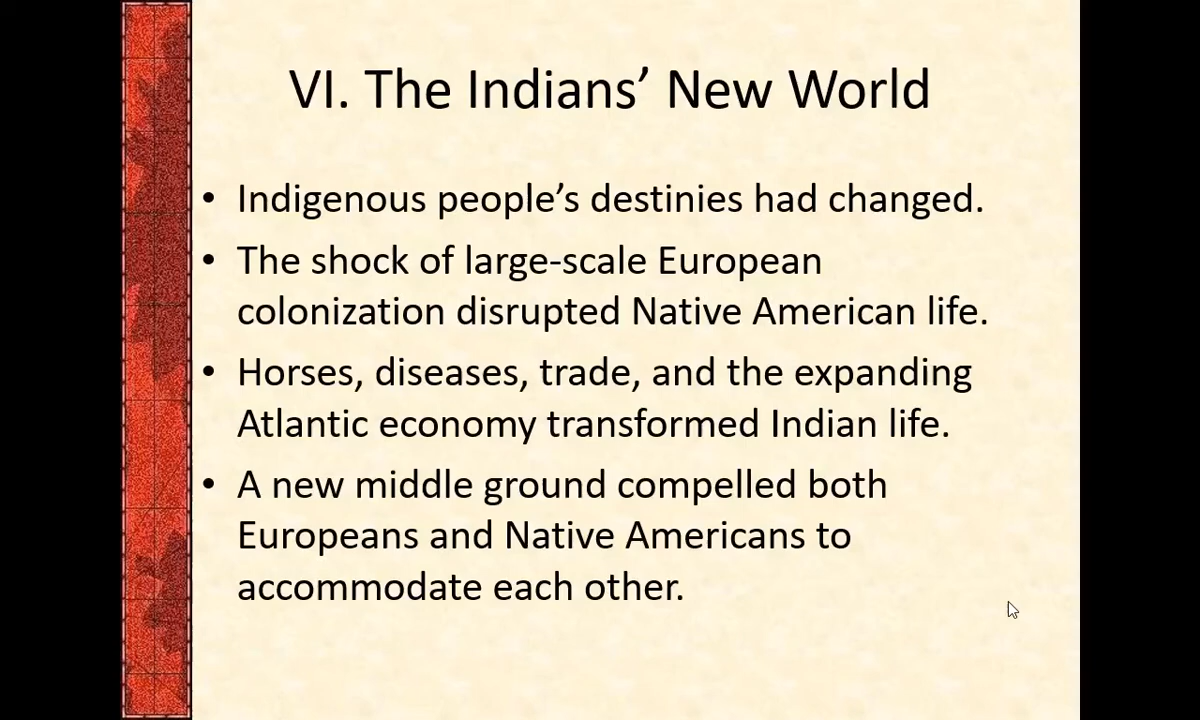 VI. The Indians’ New World
• Indigenous people’s destinies had changed.
• The shock of large-scale European
colonization disrupted Native American life.
• Horses, diseases, trade, and the expanding
Atlantic economy transformed Indian life.
• A new middle ground compelled both
Europeans and Native Americans to
accommodate each other.